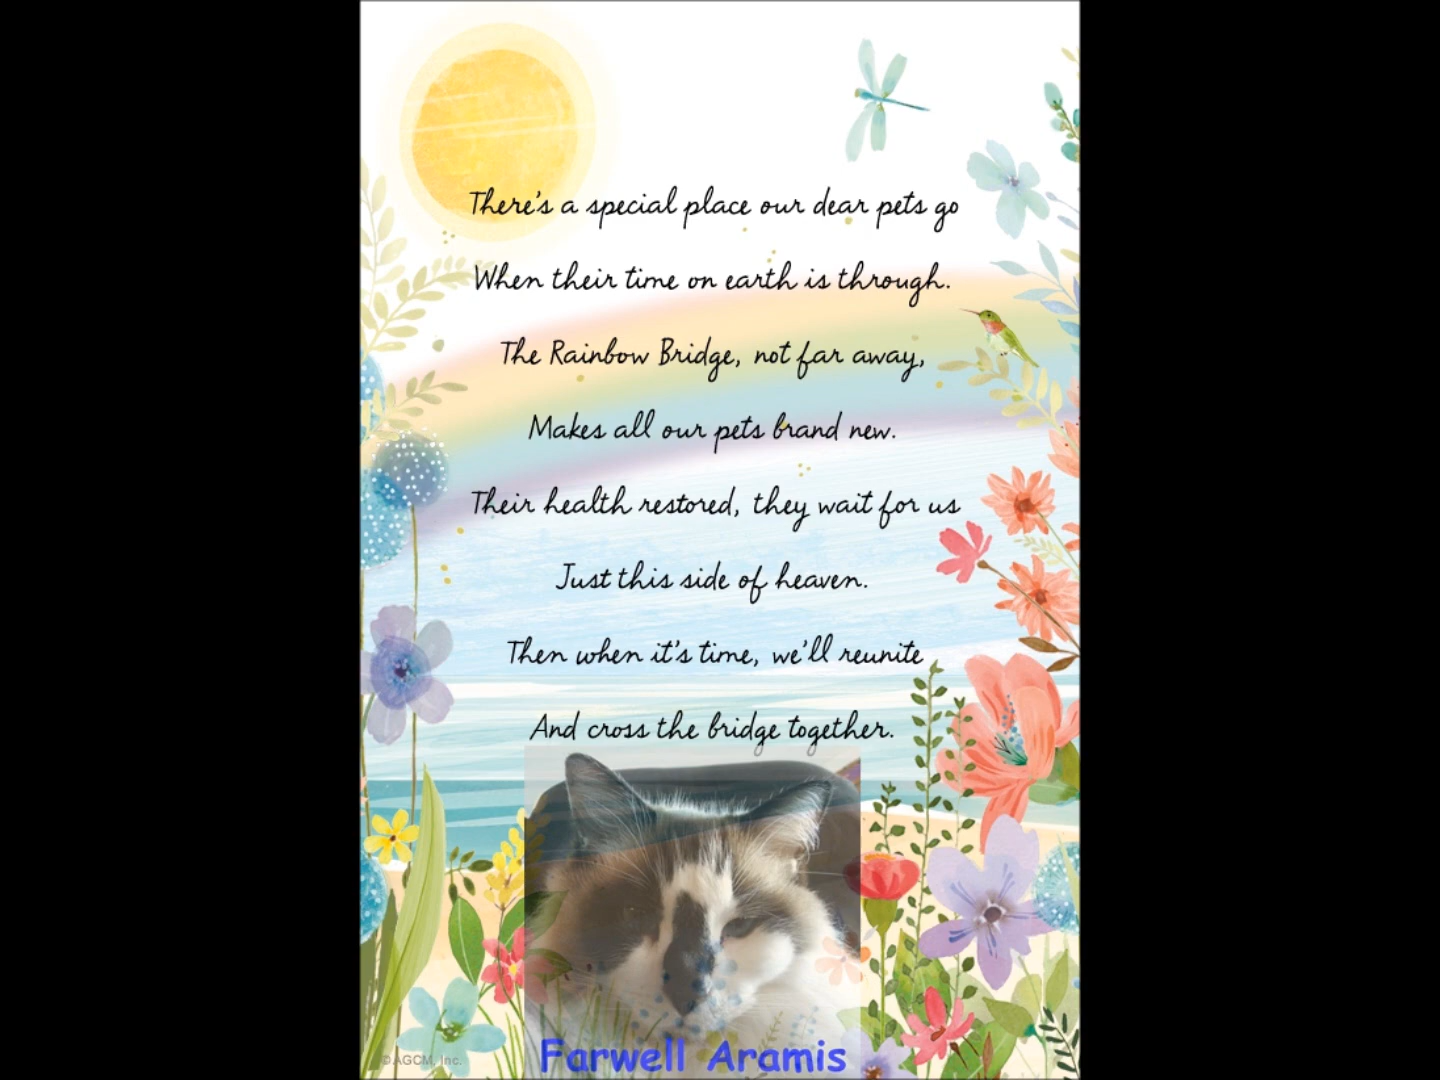 There's a special place our dear pets go
When their time on earth is through.
The Rainbow Bridge, not far away,
Makes all our pets brand new.
Their health restored, they wait for us
Just this side of heaven.
Then when it's time, we'll reunite
And cross the bridge together.
Farwell Aramis
©AGCM, Inc.